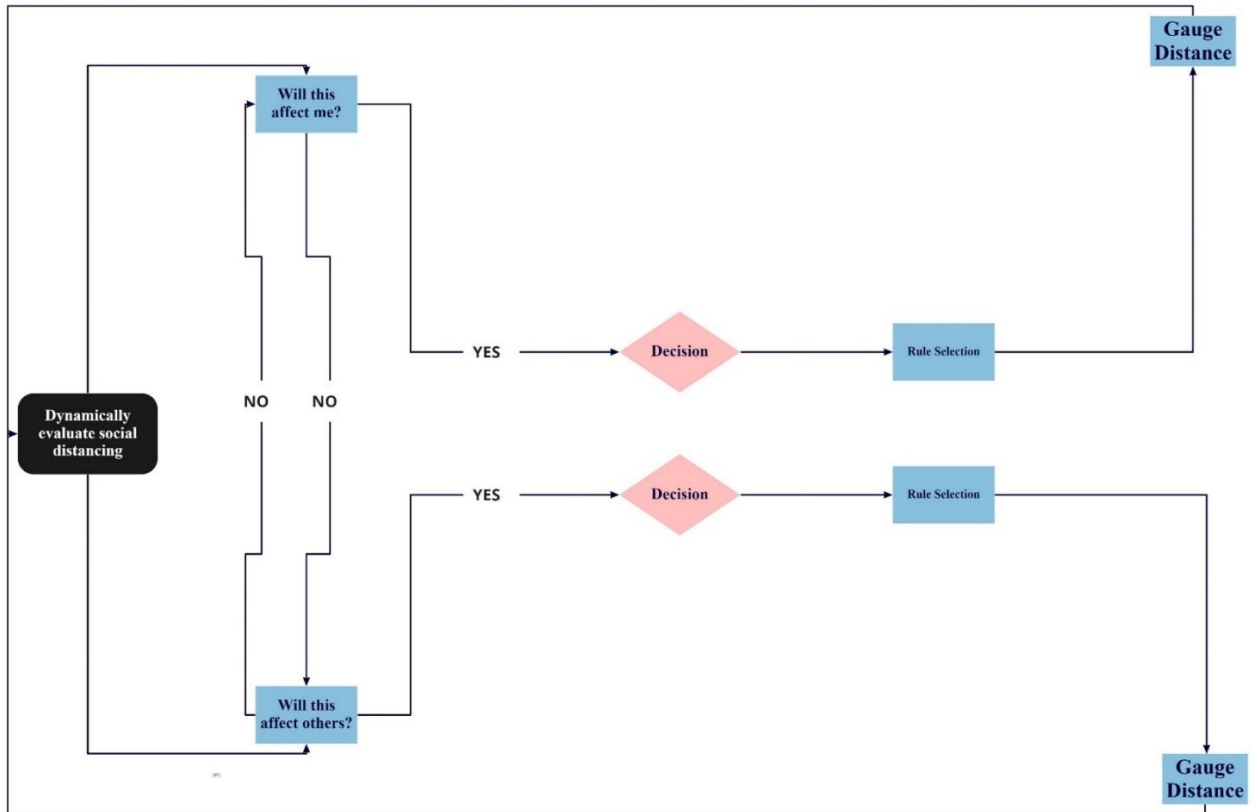 Gauge
Distance
Will this
affect me?
YES
Decision
Rule Selection
NO
NO
Dynamically
evaluate social
distancing
YES
Decision
Rule Selection
Will this
affect others?
Gauge
Distance